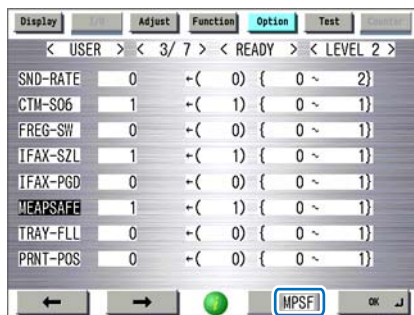 Display I/O Adjust Function Option Test Counter
< USER > < 3/ 7 > < READY > < LEVEL 2 >
SND-RATE 0 ←( 0) { 0 ~ 2}
CTM-S06 1 ←( 1) { 0 ~ 1}
FREG-SW 0 ←( 0) { 0 ~ 1}
IFAX-SZL 1 ←( 1) { 0 ~ 1}
IFAX-PGD 0 ←( 0) { 0 ~ 1}
MEAPSAFE 1 ←( 1) { 0 ~ 1}
TRAY-FLL 0 ←( 0) { 0 ~ 1}
PRNT-POS 0 ←( 0) { 0 ~ 1}
← → i MPSF OK ↵